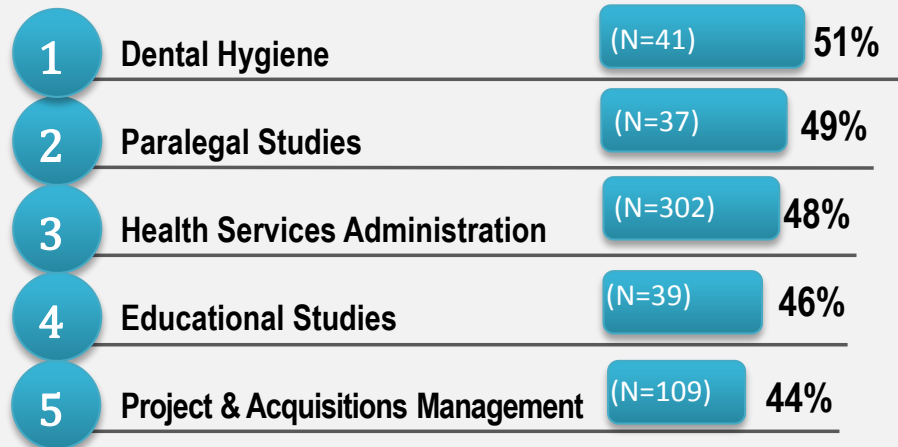 1 Dental Hygiene (N=41) 51%
2 Paralegal Studies (N=37) 49%
3 Health Services Administration (N=302) 48%
4 Educational Studies (N=39) 46%
5 Project & Acquisitions Management (N=109) 44%